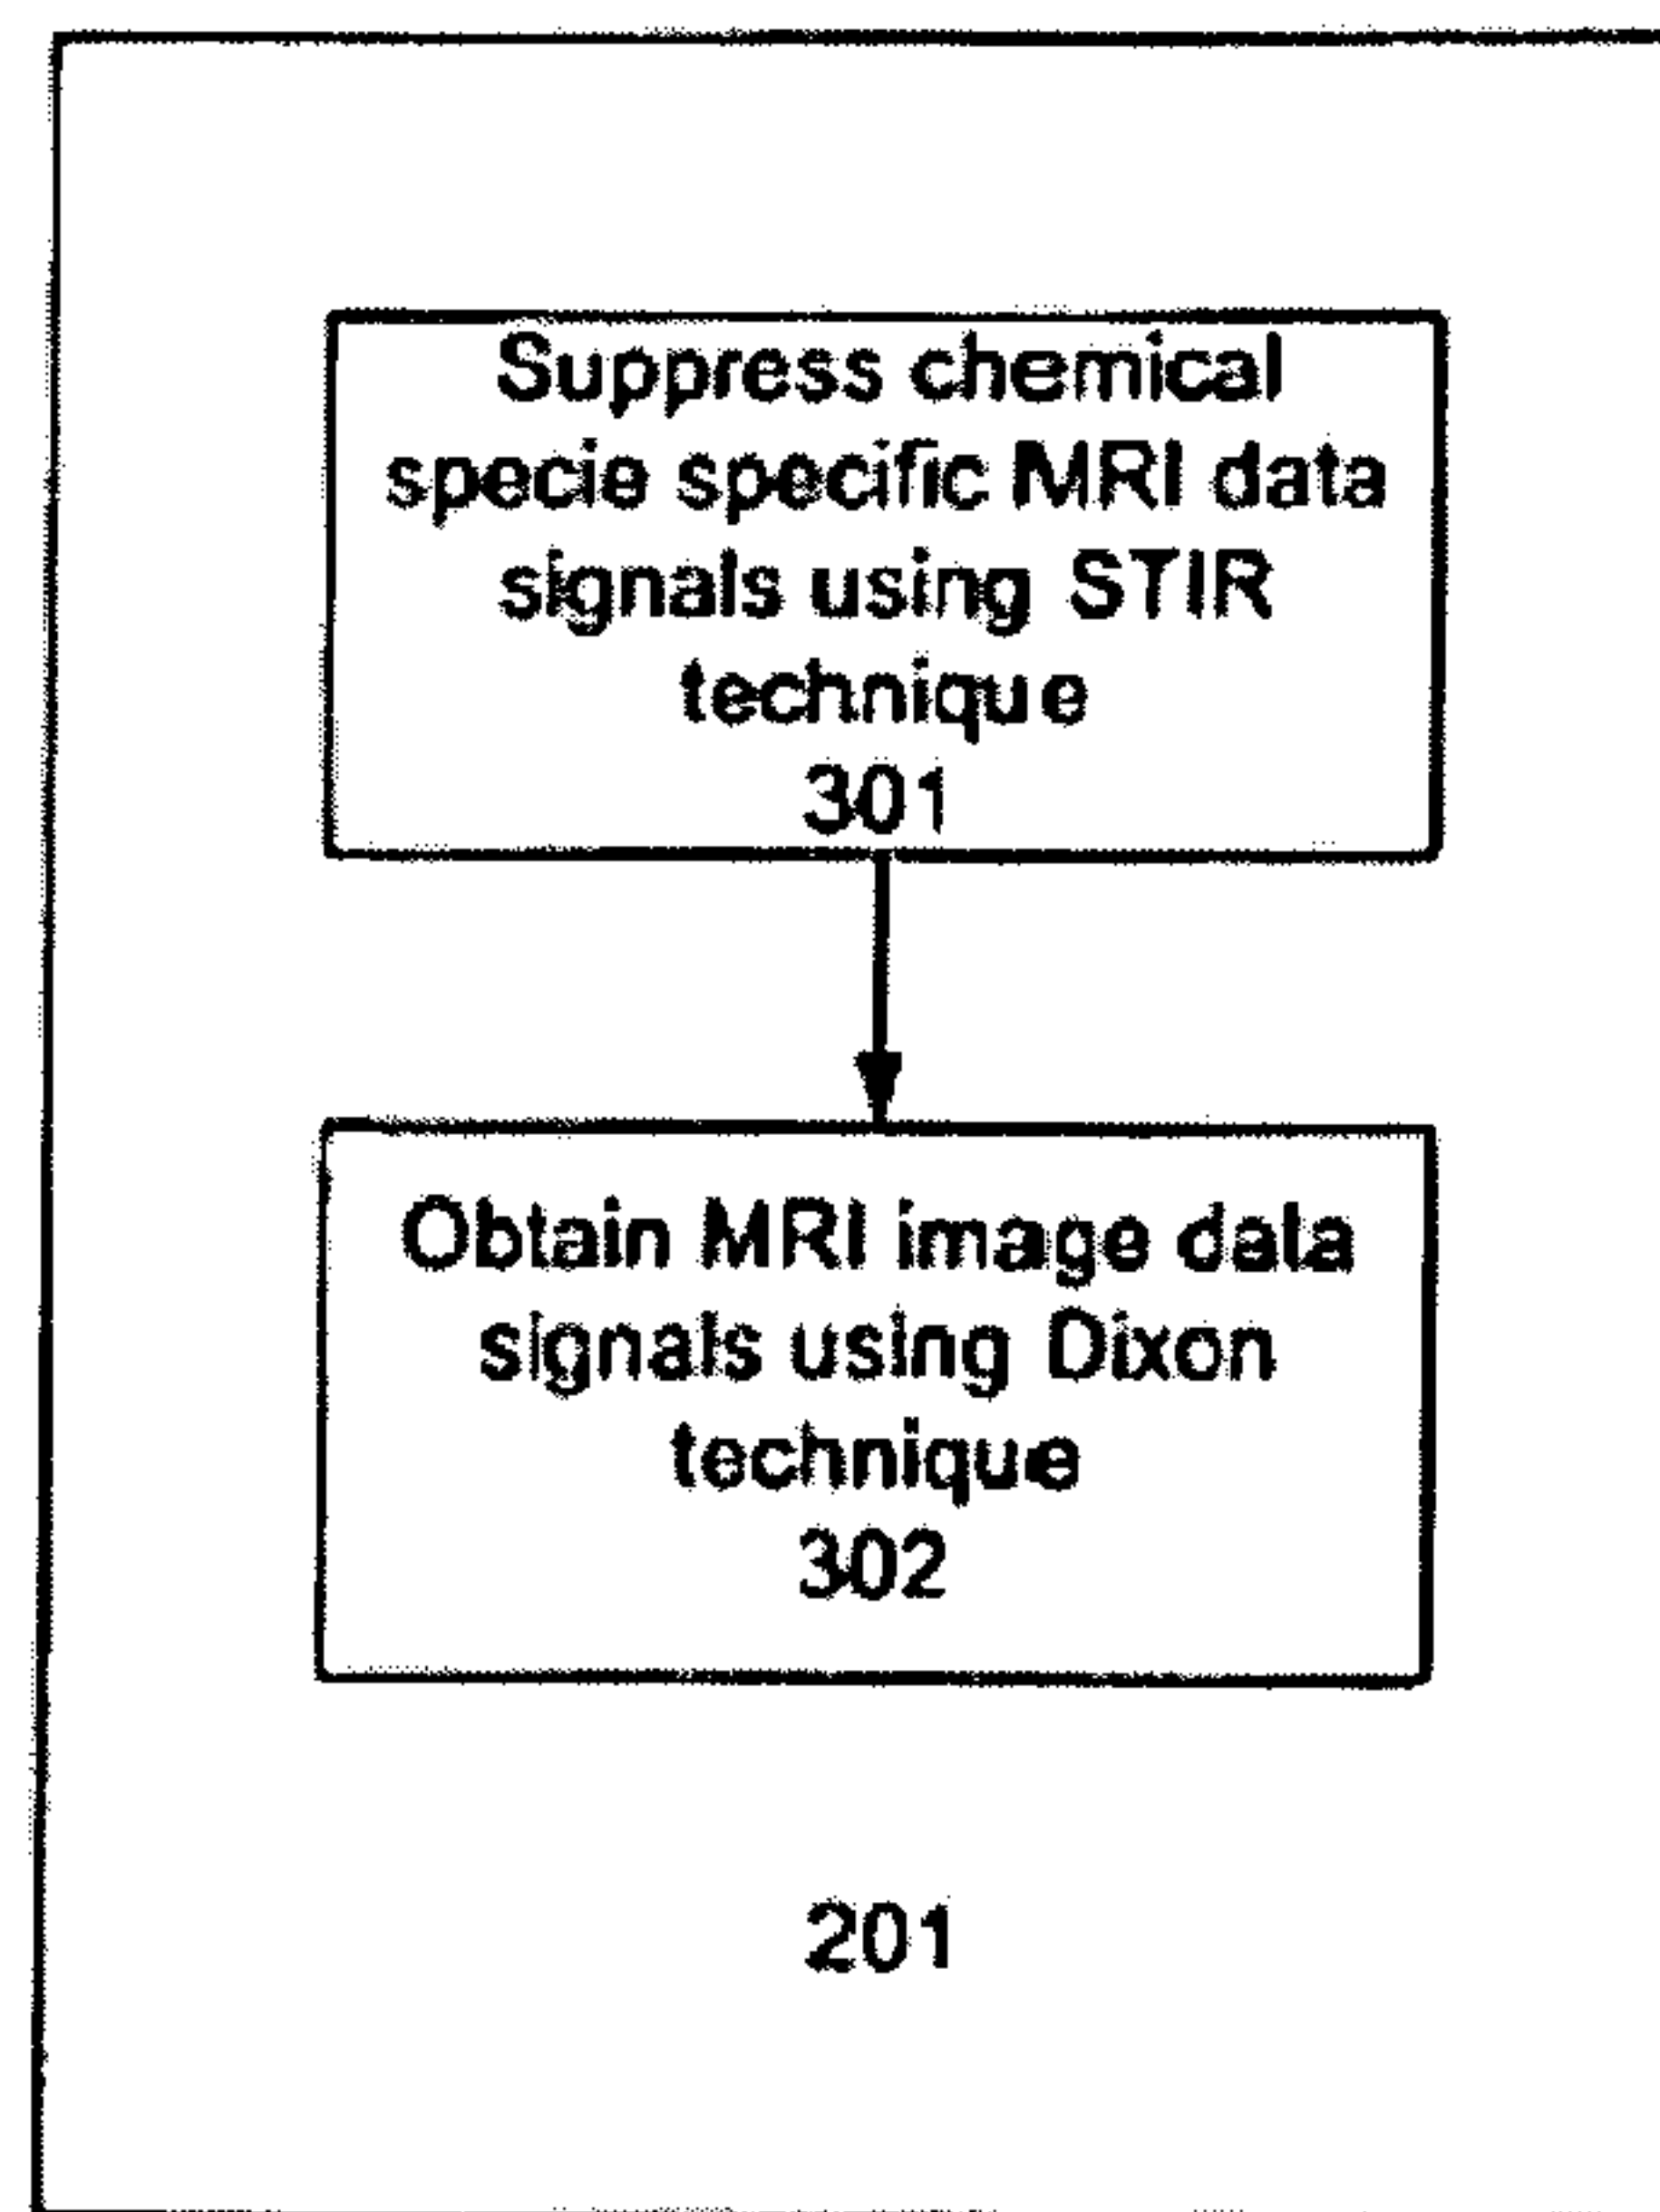 Suppress chemical
specie specific MRI data
signals using STIR
technique
301
Obtain MRI image data
signals using Dixon
technique
302
201